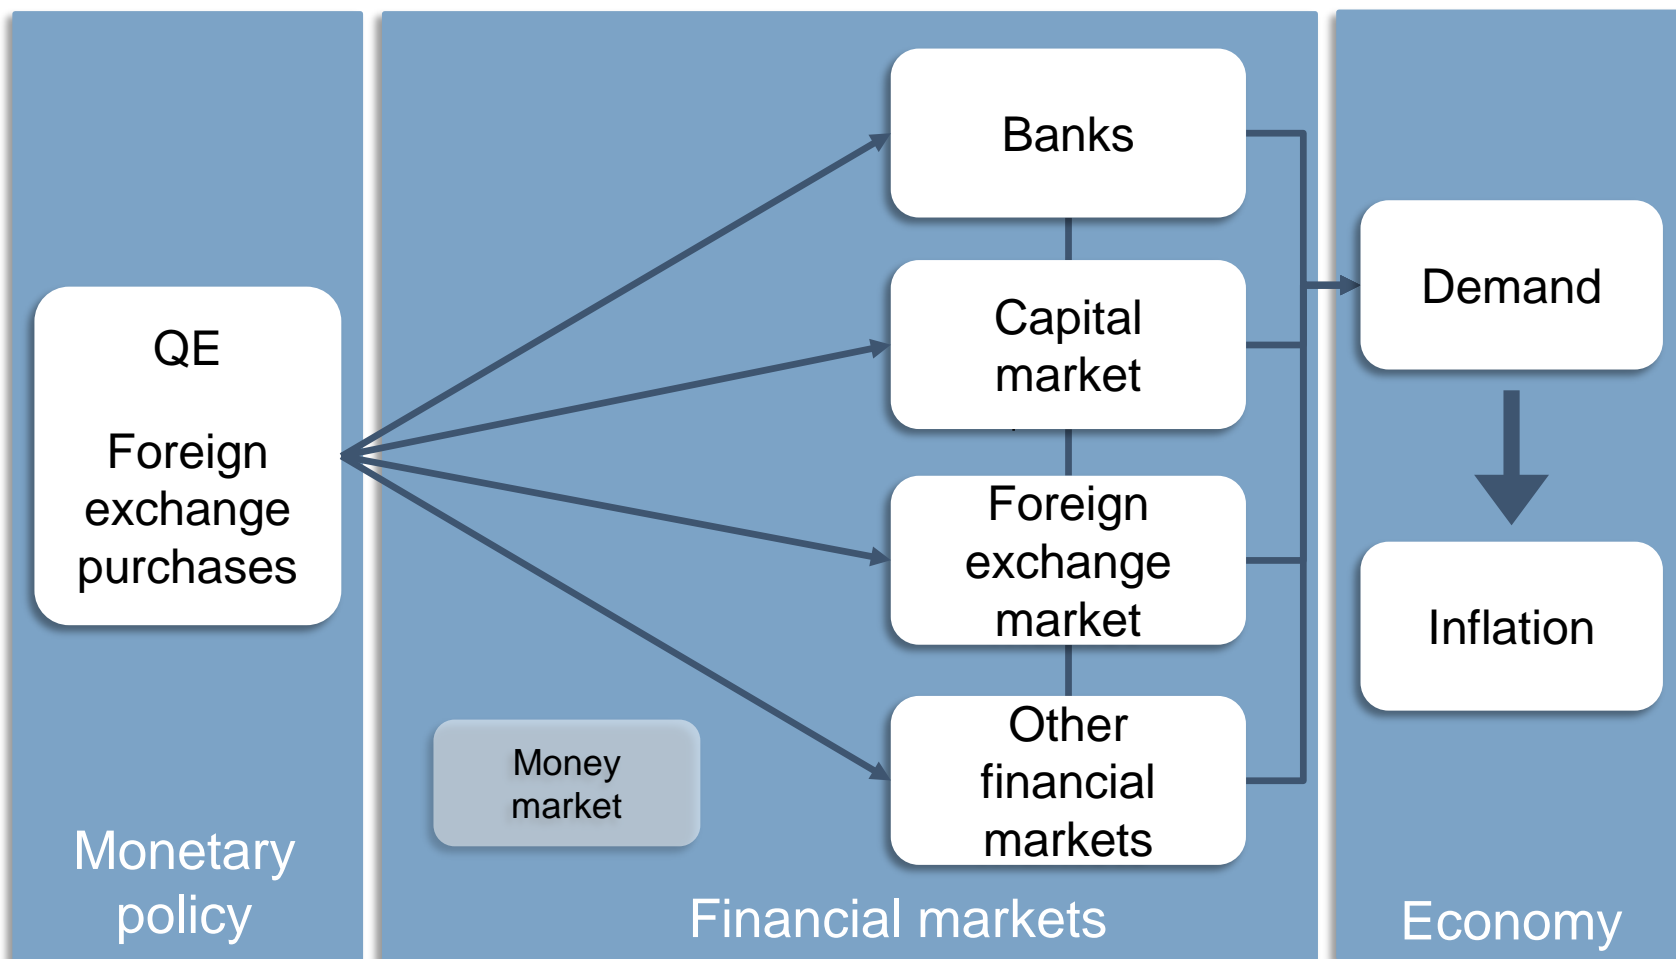 QE
Foreign
exchange
purchases
Monetary
policy
Banks
Capital
market
Foreign
exchange
market
Other
financial
markets
Money
market
Financial markets
Demand
Inflation
Economy